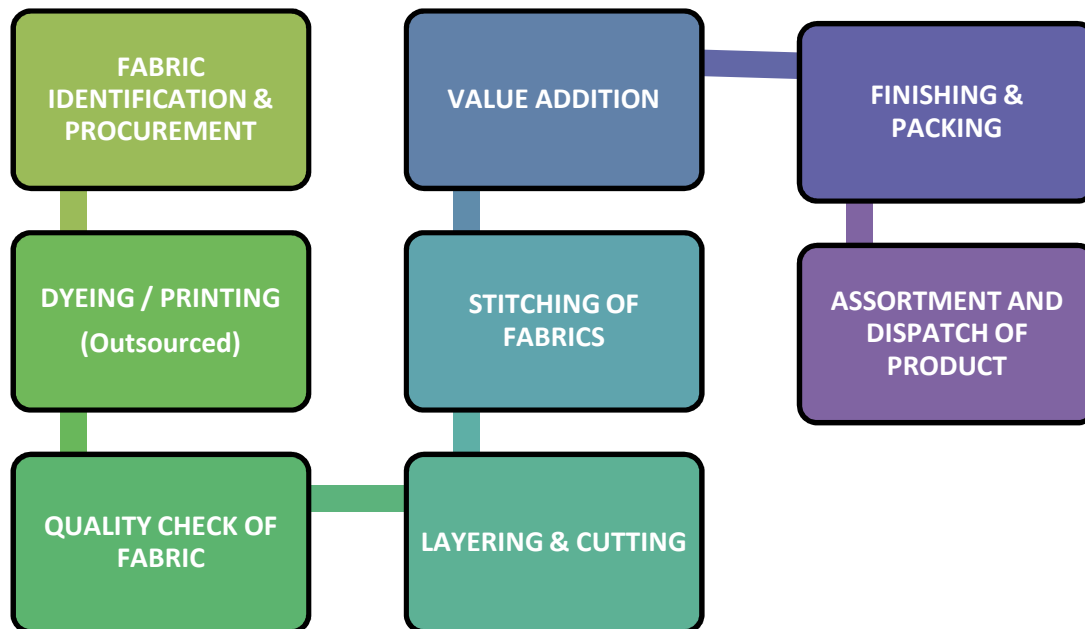 FABRIC
IDENTIFICATION &
PROCUREMENT
DYEING / PRINTING
(Outsourced)
QUALITY CHECK OF
FABRIC
LAYERING & CUTTING
STITCHING OF
FABRICS
VALUE ADDITION
FINISHING &
PACKING
ASSORTMENT AND
DISPATCH OF
PRODUCT